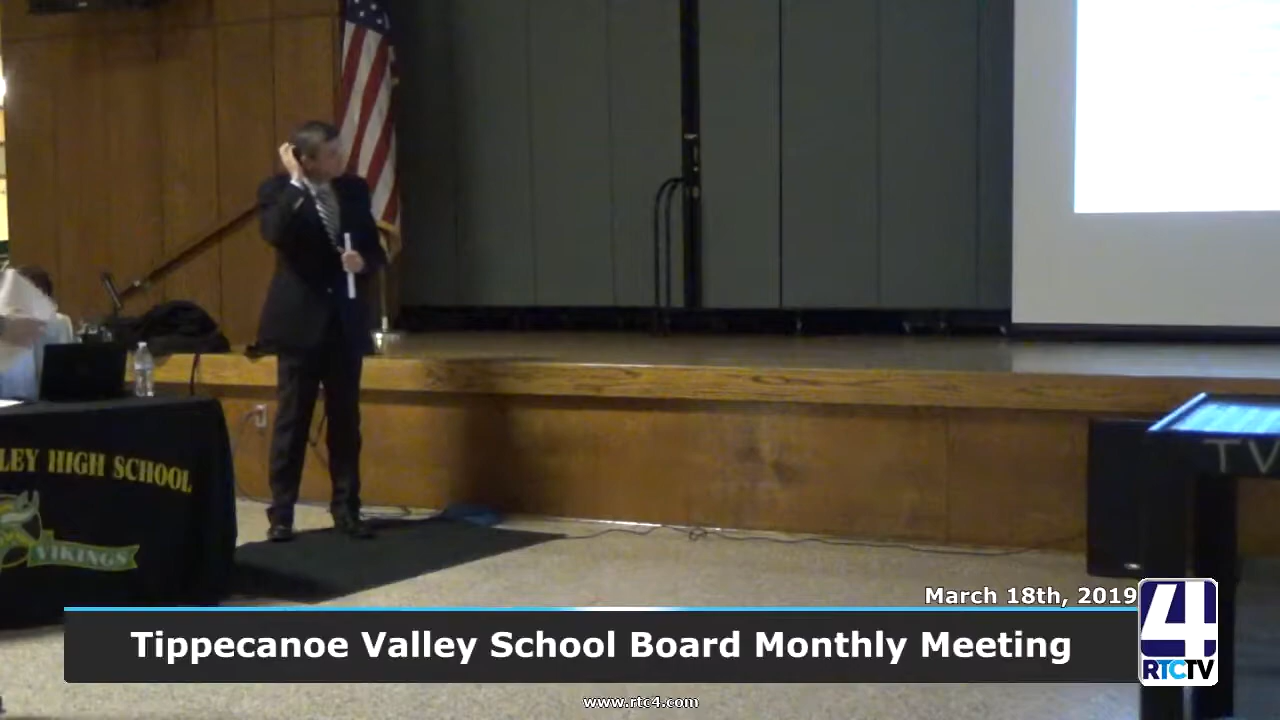 LEY HIGH SCHOOL
VIKINGS
TV
March 18th, 2019
Tippecanoe Valley School Board Monthly Meeting
4
RTCTV
www.rtc4.com